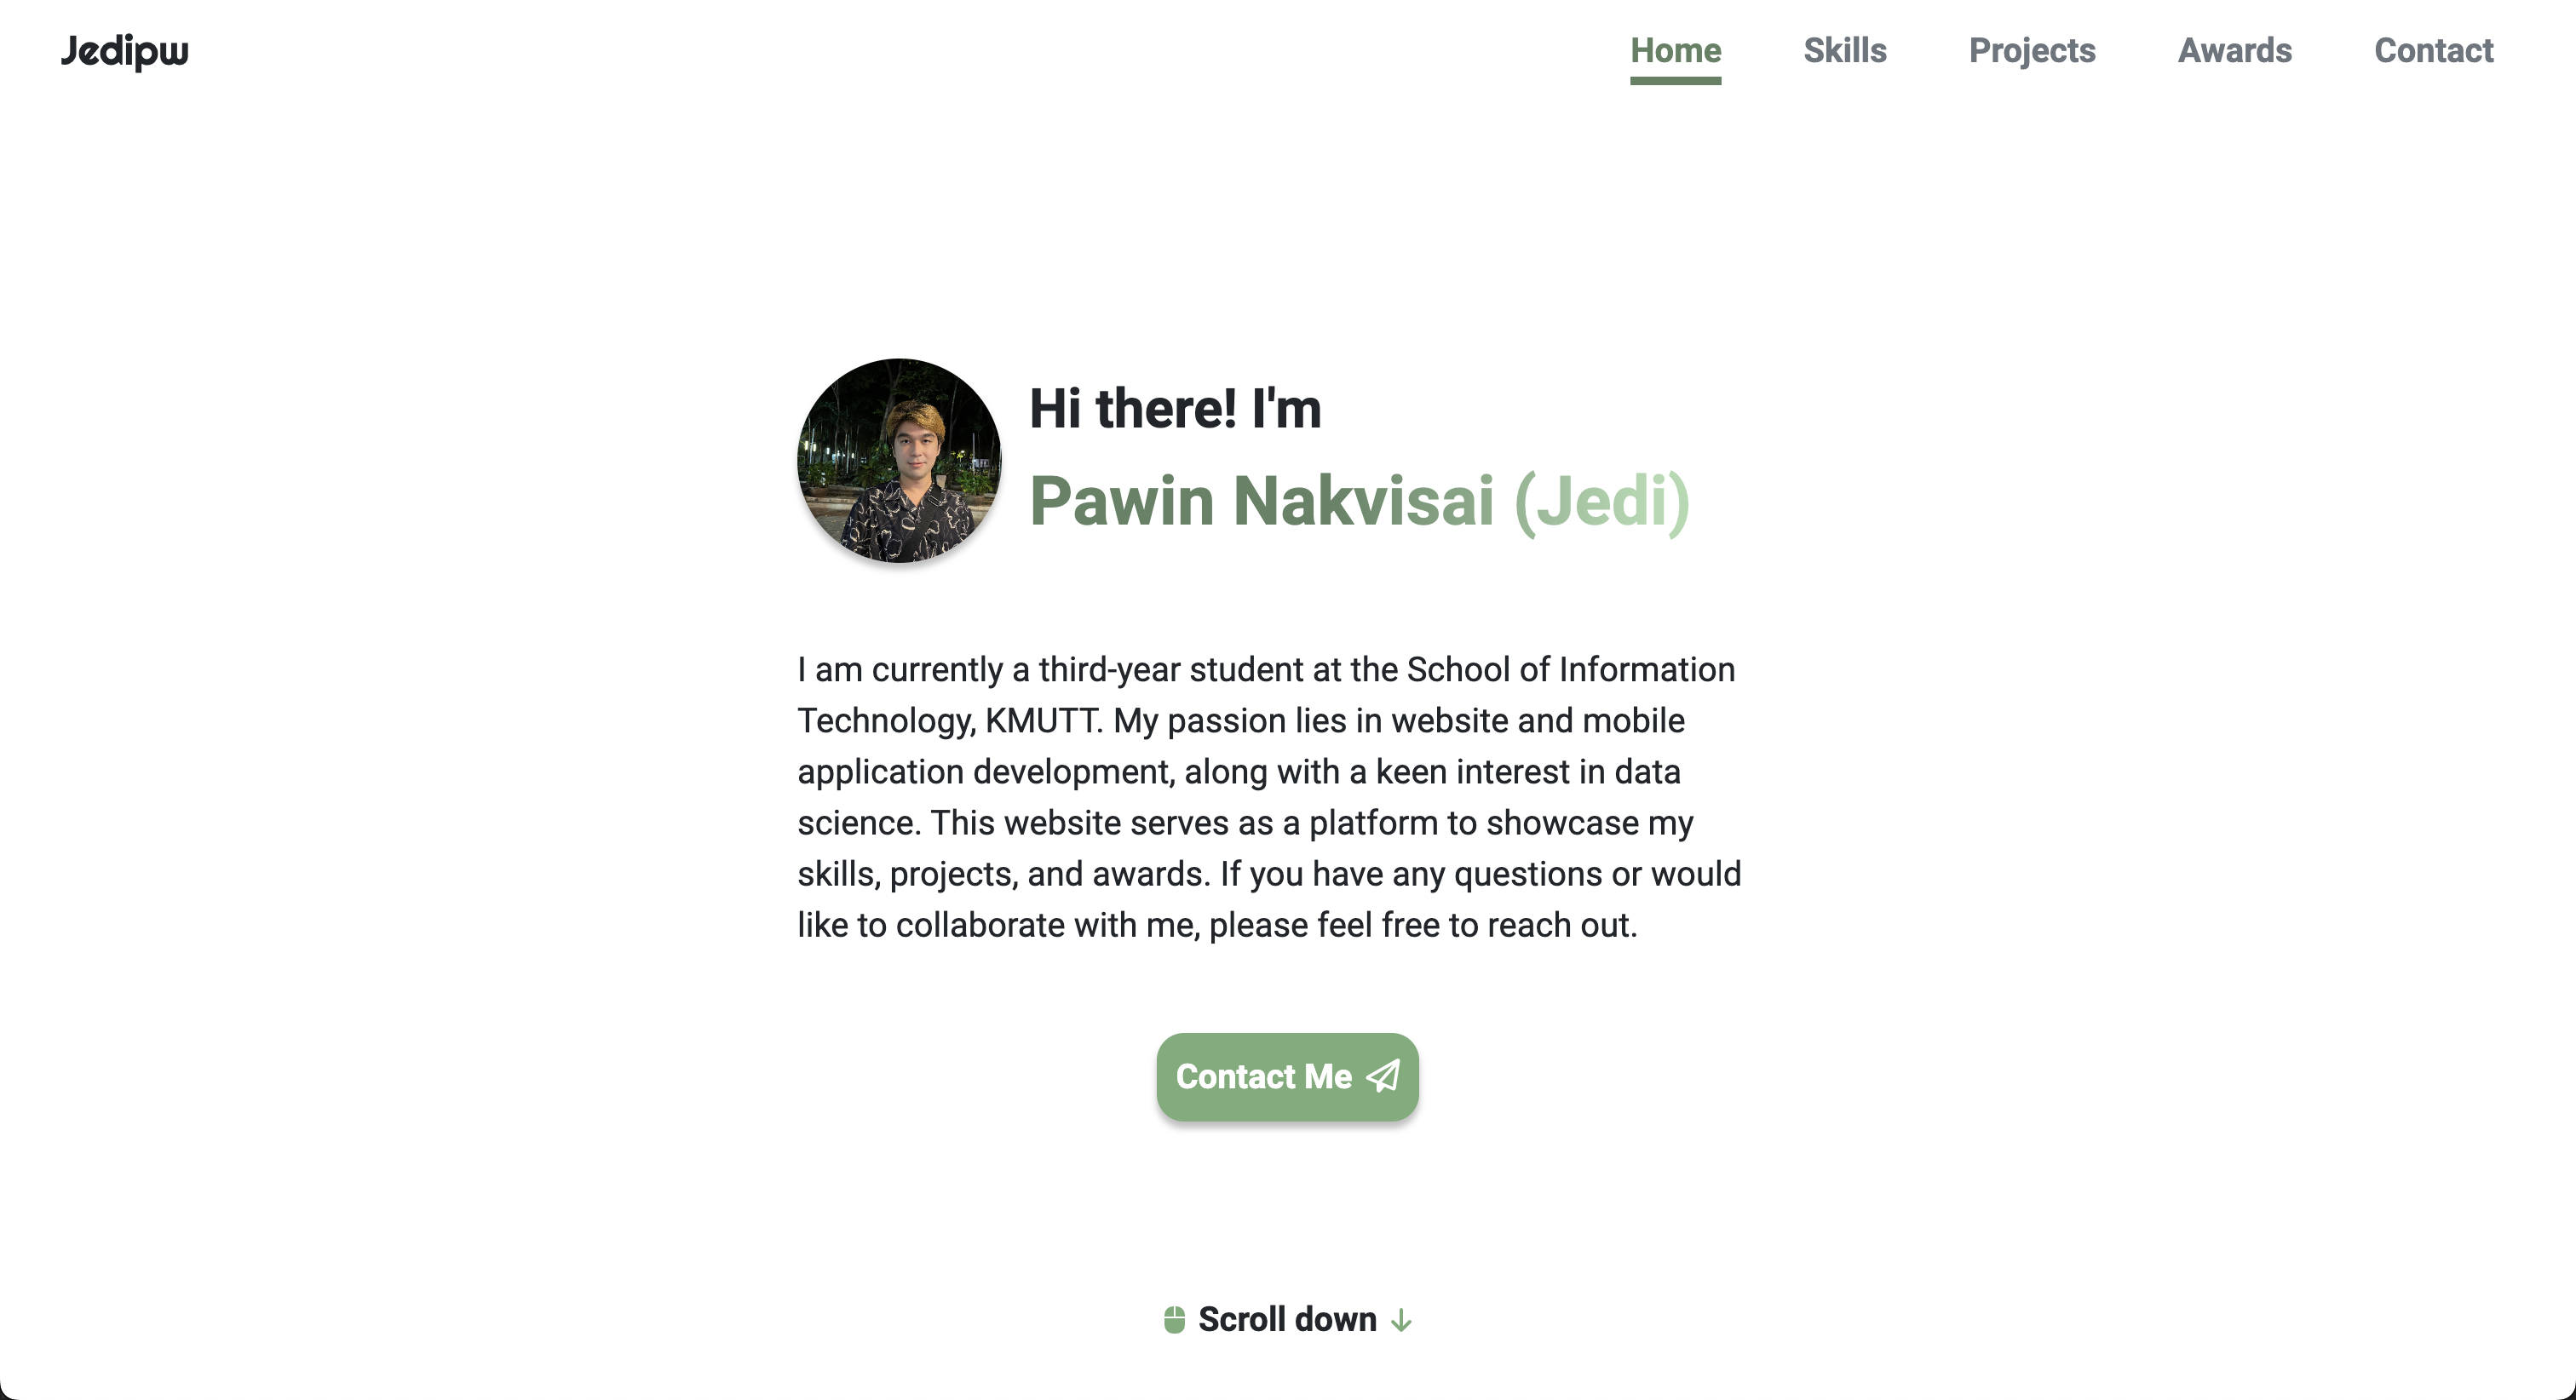 Jedipw
Home
Skills
Projects
Awards
Contact
Hi there! I'm
Pawin Nakvisai (Jedi)
I am currently a third-year student at the School of Information
Technology, KMUTT. My passion lies in website and mobile
application development, along with a keen interest in data
science. This website serves as a platform to showcase my
skills, projects, and awards. If you have any questions or would
like to collaborate with me, please feel free to reach out.
Contact Me
Scroll down